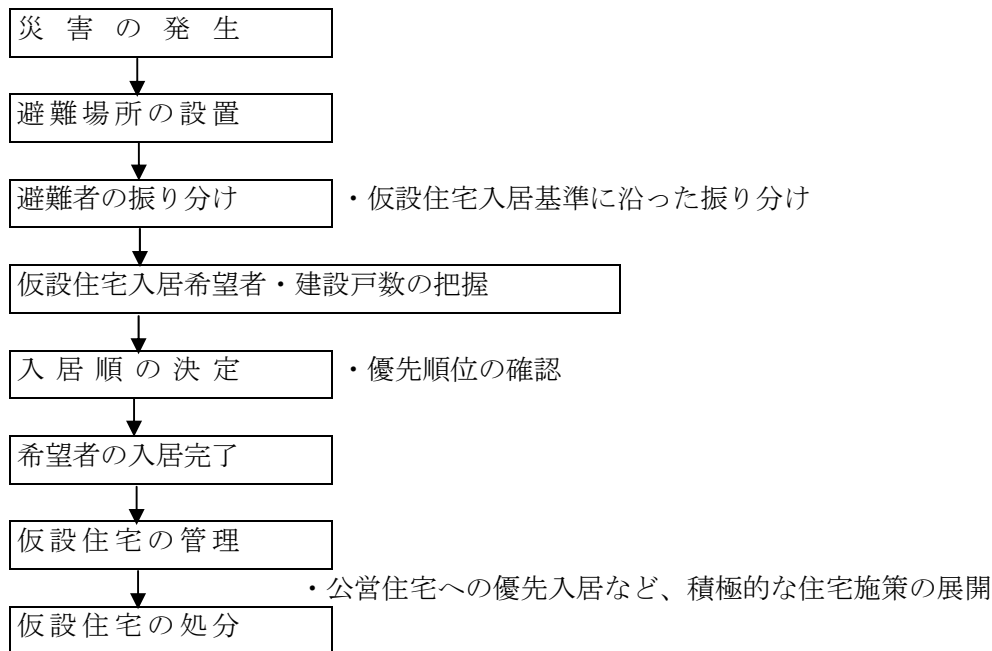 災害の発生
避難場所の設置
避難者の振り分け ・仮設住宅入居基準に沿った振り分け
仮設住宅入居希望者・建設戸数の把握
入居順の決定 ・優先順位の確認
希望者の入居完了
仮設住宅の管理
・公営住宅への優先入居など、積極的な住宅施策の展開
仮設住宅の処分